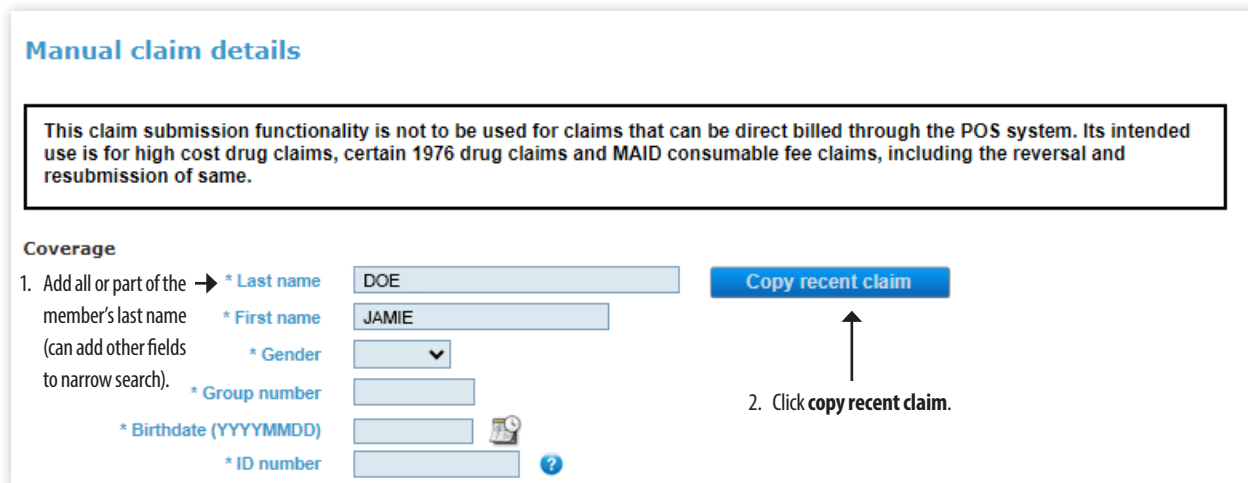 Manual claim details
This claim submission functionality is not to be used for claims that can be direct billed through the POS system. Its intended
use is for high cost drug claims, certain 1976 drug claims and MAID consumable fee claims, including the reversal and
resubmission of same.
Coverage
1. Add all or part of the
member's last name
(can add other fields
to narrow search).
* Last name DOE
Copy recent claim
* First name JAMIE
* Gender
* Group number
2. Click copy recent claim.
* Birthdate (YYYYMMDD)
* ID number ?